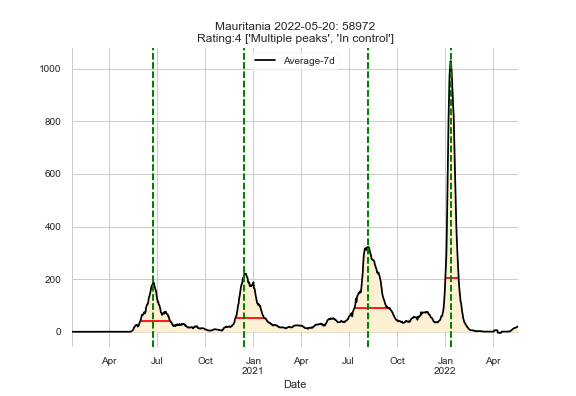 Mauritania 2022-05-20: 58972
Rating:4 ['Multiple peaks', 'In control']
Average-7d
1000
800
600
400
200
0
Apr Jul Oct Jan Jul Oct Jan Apr
2021 2022
Apr
Date